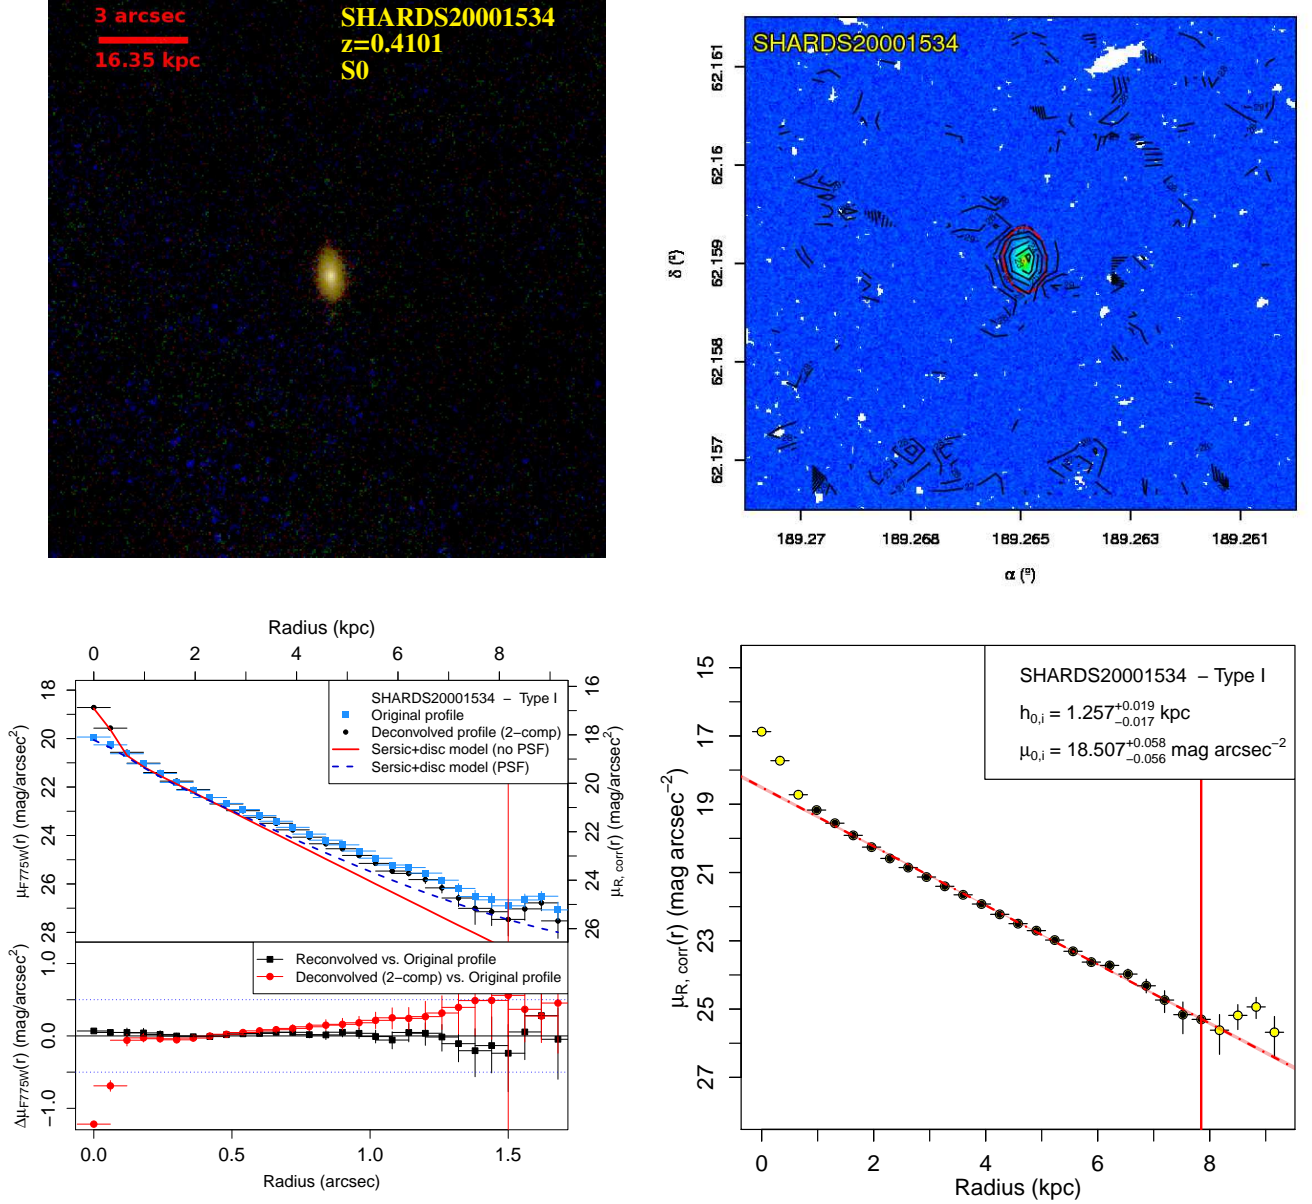 3 arcsec
16.35 kpc
SHARDS20001534
z=0.4101
S0
SHARDS20001534
62.161
62.16
62.159
62.158
62.157
δ (º)
189.27 189.268 189.265 189.263 189.261
α (º)
Radius (kpc)
0 2 4 6 8
18 20 22 24 26 28
μF775W(r) (mag/arcsec²)
16 18 20 22 24 26
μR, corr(r) (mag/arcsec²)
SHARDS20001534 – Type I
Original profile
Deconvolved profile (2−comp)
Sersic+disc model (no PSF)
Sersic+disc model (PSF)
1.0
0.0
−1.0
ΔμF775W(r) (mag/arcsec²)
Reconvolved vs. Original profile
Deconvolved (2−comp) vs. Original profile
0.0 0.5 1.0 1.5
Radius (arcsec)
SHARDS20001534 – Type I
h0,i = 1.257+0.019−0.017 kpc
μ0,i = 18.507+0.058−0.056 mag arcsec−2
15
17
19
21
23
25
27
μR, corr(r) (mag arcsec−2)
0 2 4 6 8
Radius (kpc)